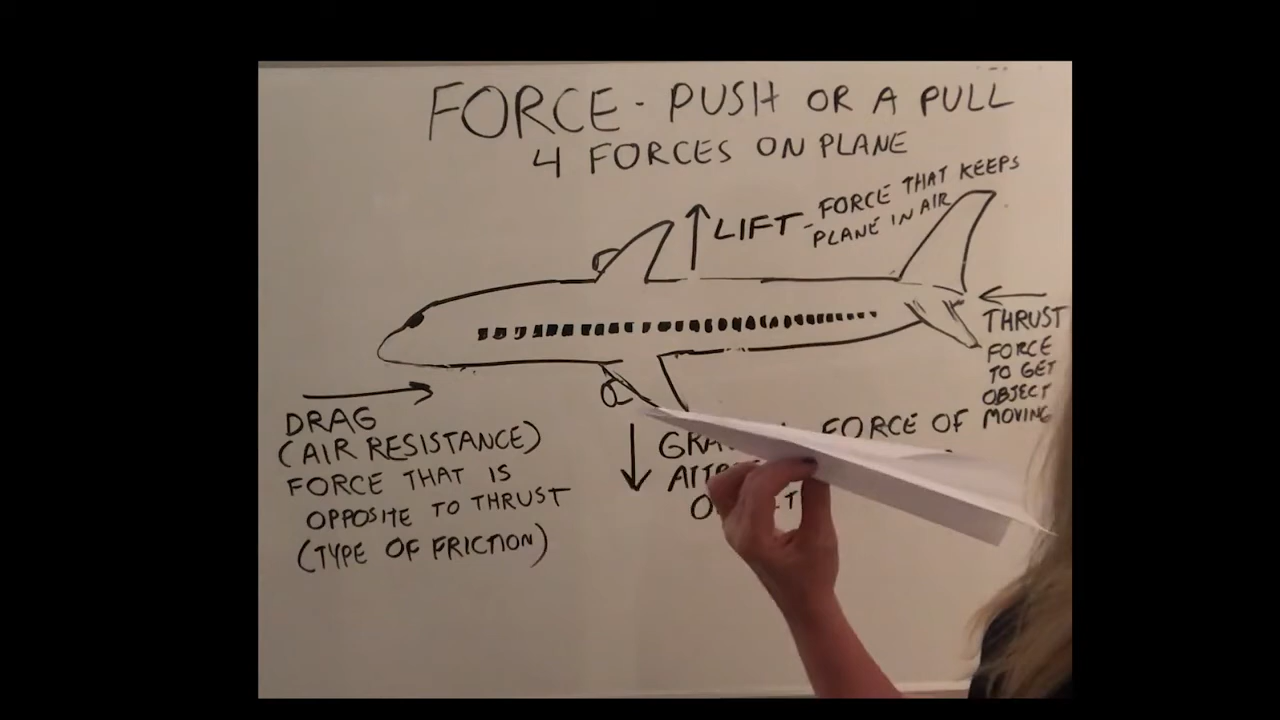 FORCE - PUSH OR A PULL
4 FORCES ON PLANE
LIFT - FORCE THAT KEEPS
PLANE IN AIR
THRUST
FORCE
TO GET
OBJECT
MOVING
DRAG
(AIR RESISTANCE)
FORCE THAT IS
OPPOSITE TO THRUST
(TYPE OF FRICTION)
FORCE OF